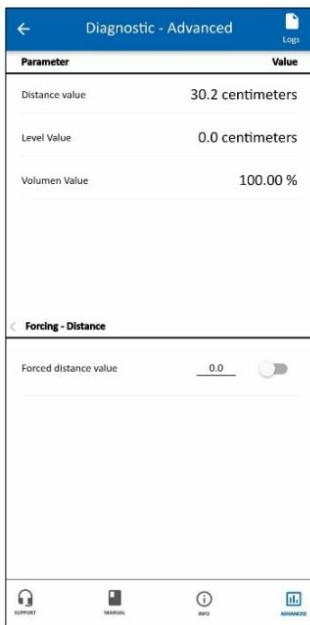 Diagnostic - Advanced
Logs
Parameter Value
Distance value 30.2 centimeters
Level Value 0.0 centimeters
Volumen Value 100.00 %
Forcing - Distance
Forced distance value 0.0
SUPPORT MANUAL INFO ADVANCED